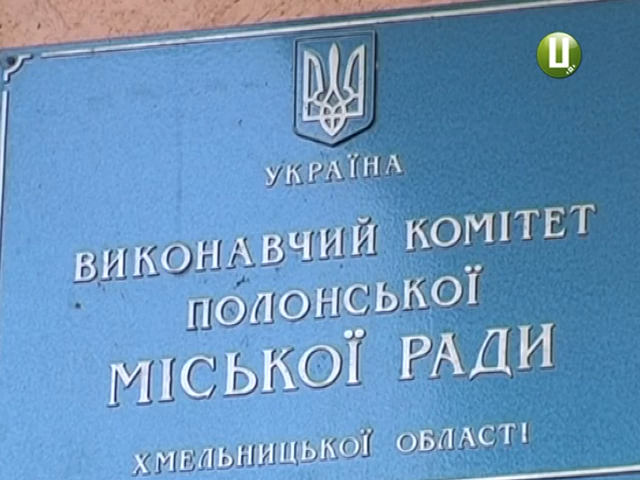 Ц
УКРАЇНА
ВИКОНАВЧИЙ КОМІТЕТ
ПОЛОНСЬКОЇ
МІСЬКОЇ РАДИ
ХМЕЛЬНИЦЬКОЇ ОБЛАСТІ